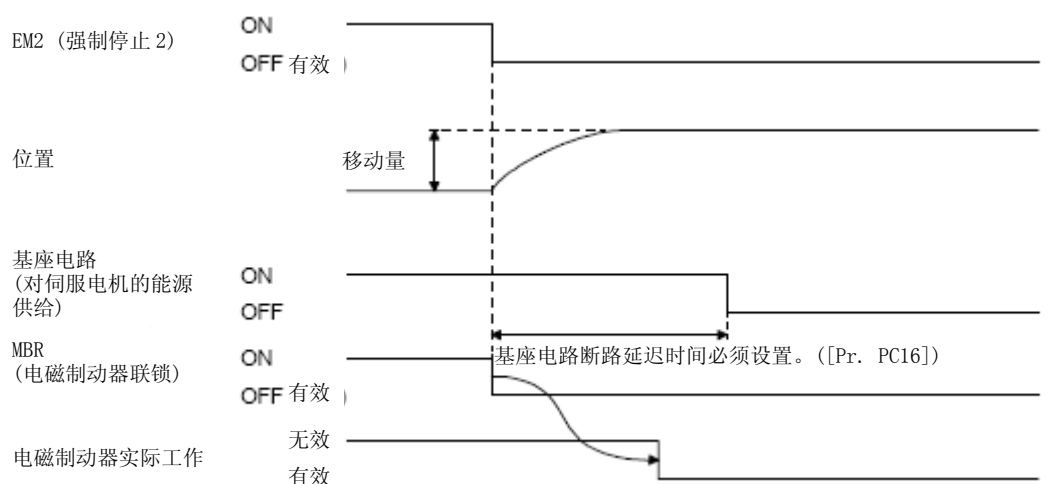 EM2 (强制停止 2)
ON
OFF 有效 )
位置
移动量
基座电路
(对伺服电机的能源
供给)
ON
OFF
基座电路断路延迟时间必须设置。([Pr. PC16])
MBR
(电磁制动器联锁)
ON
OFF 有效 )
电磁制动器实际工作
无效
有效